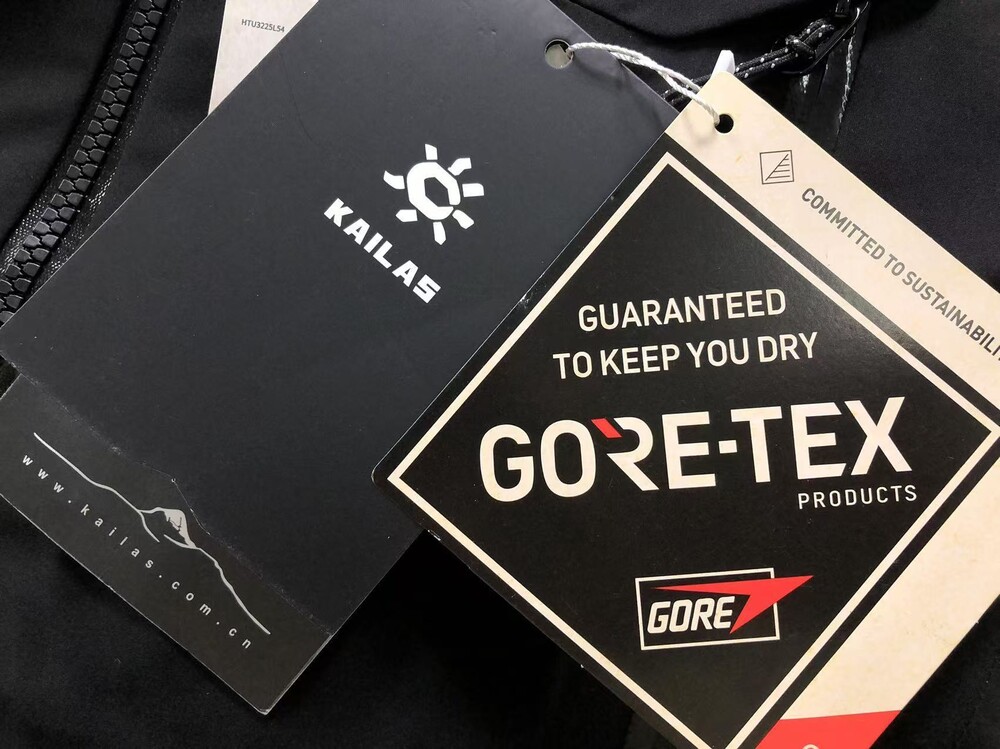 HTU3225L54
KAILAS
www.kailas.com.cn
COMMITTED TO SUSTAINABILI
GUARANTEED
TO KEEP YOU DRY
GORE-TEX
PRODUCTS
GORE